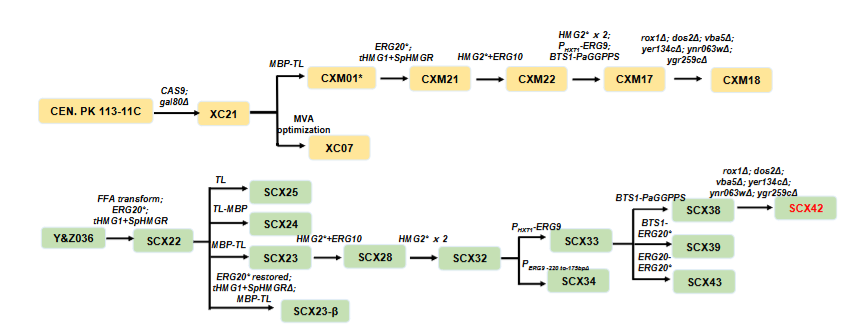 HMG2* x 2;
P_HXT1-ERG9;
BTS1-PaGGPPS
rox1Δ; dos2Δ; vba5Δ;
yer134cΔ; ynr063wΔ;
ygr259cΔ
ERG20*;
tHMG1+SpHMGR
HMG2*+ERG10
MBP-TL
CXM01*
CXM21
CXM22
CXM17
CXM18
CAS9;
gal80Δ
CEN. PK 113-11C
XC21
MVA
optimization
XC07
FFA transform;
ERG20*;
tHMG1+SpHMGR
Y&Z036
SCX22
TL
SCX25
TL-MBP
SCX24
MBP-TL
SCX23
HMG2*+ERG10
SCX28
HMG2* x 2
SCX32
ERG20* restored;
tHMG1+SpHMGRΔ;
MBP-TL
SCX23-β
P_HXT1-ERG9
SCX33
P_ERG9 -220 to-175bpΔ
SCX34
BTS1-PaGGPPS
SCX38
BTS1-
ERG20*
SCX39
ERG20-
ERG20*
SCX43
rox1Δ; dos2Δ;
vba5Δ; yer134cΔ;
ynr063wΔ; ygr259cΔ
SCX42